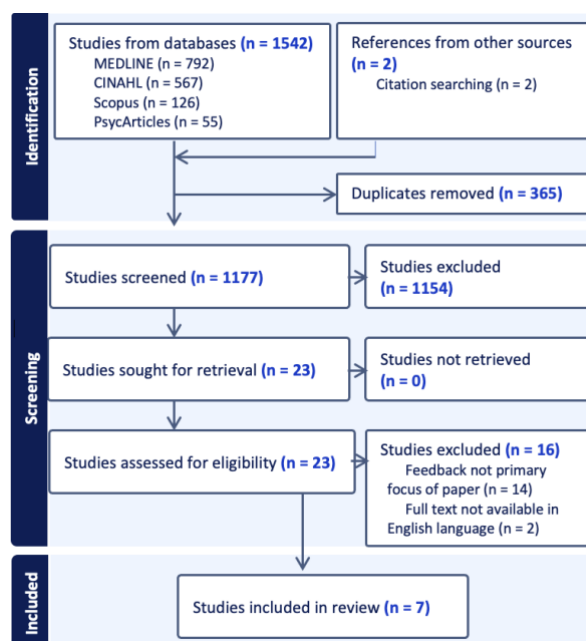 Identification
Studies from databases (n = 1542)
MEDLINE (n = 792)
CINAHL (n = 567)
Scopus (n = 126)
PsycArticles (n = 55)
References from other sources
(n = 2)
Citation searching (n = 2)
Duplicates removed (n = 365)
Screening
Studies screened (n = 1177)
Studies excluded
(n = 1154)
Studies sought for retrieval (n = 23)
Studies not retrieved
(n = 0)
Studies assessed for eligibility (n = 23)
Studies excluded (n = 16)
Feedback not primary
focus of paper (n = 14)
Full text not available in
English language (n = 2)
Included
Studies included in review (n = 7)